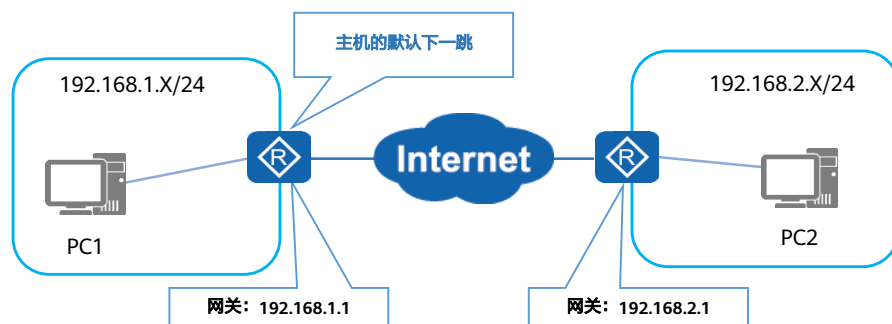 主机的默认下一跳
192.168.1.X/24
192.168.2.X/24
R
Internet
R
PC1
PC2
网关：192.168.1.1
网关：192.168.2.1